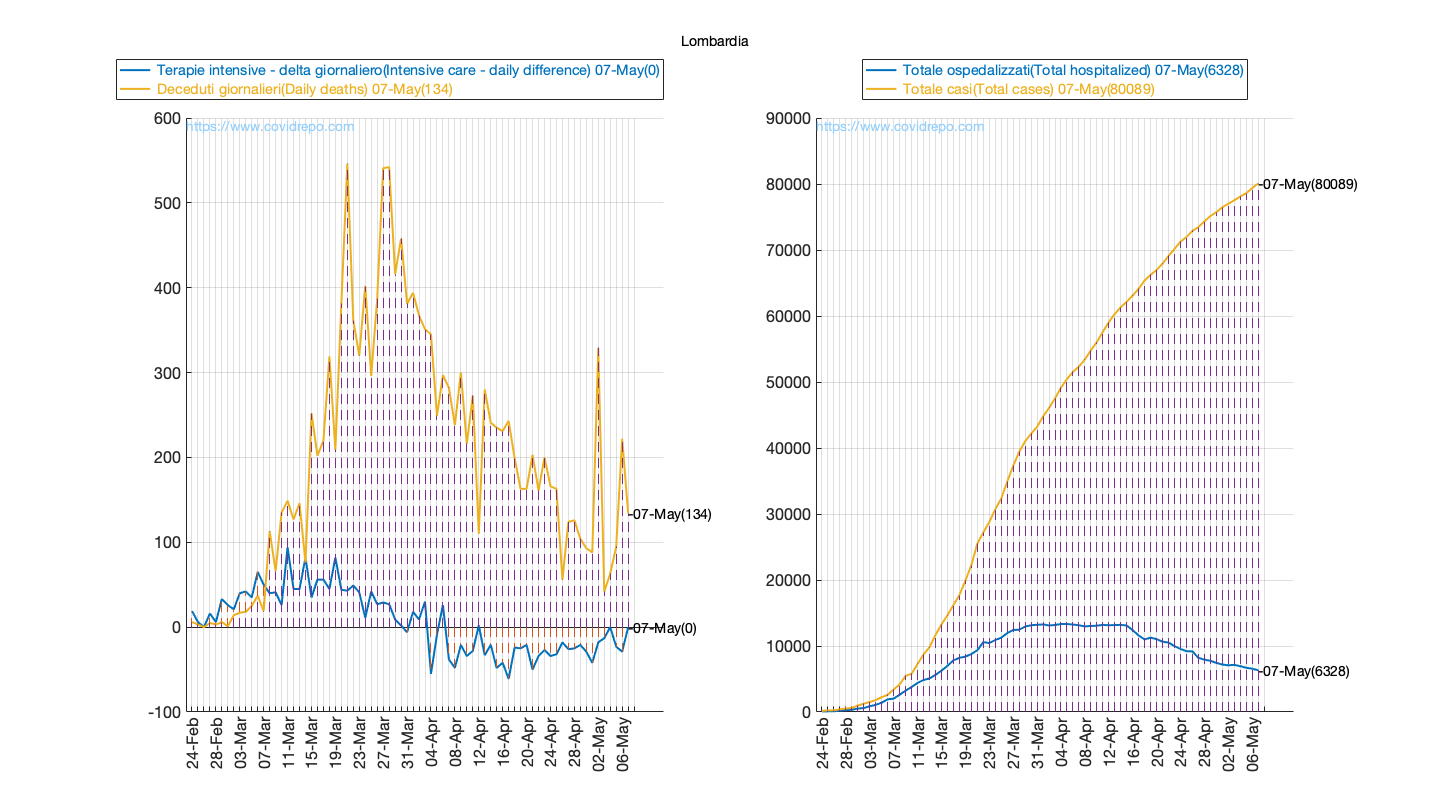 Lombardia
Terapie intensive - delta giornaliero(Intensive care - daily difference) 07-May(0)
Deceduti giornalieri(Daily deaths) 07-May(134)
https://www.covidrepo.com
600
500
400
300
200
100
0
-100
07-May(134)
07-May(0)
24-Feb
28-Feb
03-Mar
07-Mar
11-Mar
15-Mar
19-Mar
23-Mar
27-Mar
31-Mar
04-Apr
08-Apr
12-Apr
16-Apr
20-Apr
24-Apr
28-Apr
02-May
06-May
Totale ospedalizzati(Total hospitalized) 07-May(6328)
Totale casi(Total cases) 07-May(80089)
https://www.covidrepo.com
90000
80000
70000
60000
50000
40000
30000
20000
10000
0
07-May(80089)
07-May(6328)
24-Feb
28-Feb
03-Mar
07-Mar
11-Mar
15-Mar
19-Mar
23-Mar
27-Mar
31-Mar
04-Apr
08-Apr
12-Apr
16-Apr
20-Apr
24-Apr
28-Apr
02-May
06-May